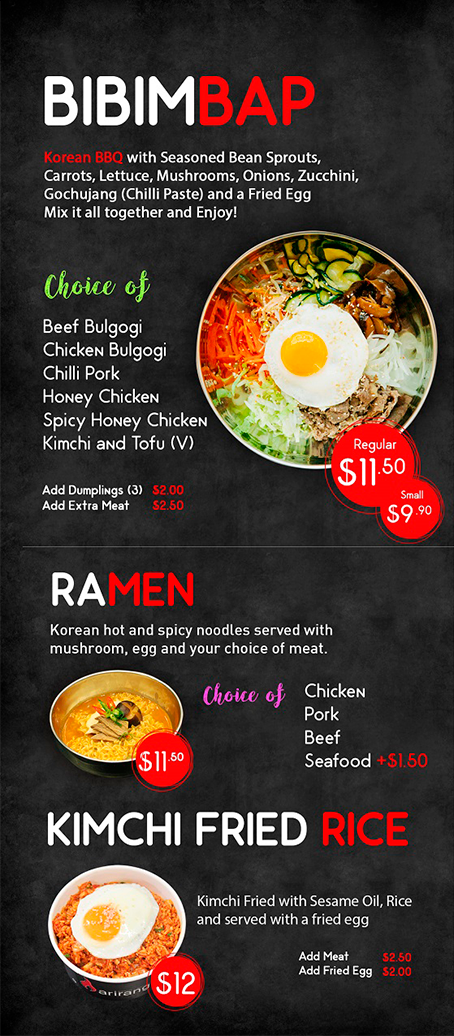 BIBIMBAP
Korean BBQ with Seasoned Bean Sprouts,
Carrots, Lettuce, Mushrooms, Onions, Zucchini,
Gochujang (Chilli Paste) and a Fried Egg
Mix it all together and Enjoy!
Choice of
Beef Bulgogi
Chicken Bulgogi
Chilli Pork
Honey Chicken
Spicy Honey Chicken
Kimchi and Tofu (V)
Regular
$11.50
Small
$9.90
Add Dumplings (3) $2.00
Add Extra Meat $2.50
RAMEN
Korean hot and spicy noodles served with
mushroom, egg and your choice of meat.
Choice of
Chicken
Pork
Beef
Seafood +$1.50
$11.50
KIMCHI FRIED RICE
Kimchi Fried with Sesame Oil, Rice
and served with a fried egg
Add Meat $2.50
Add Fried Egg $2.00
arirang
$12